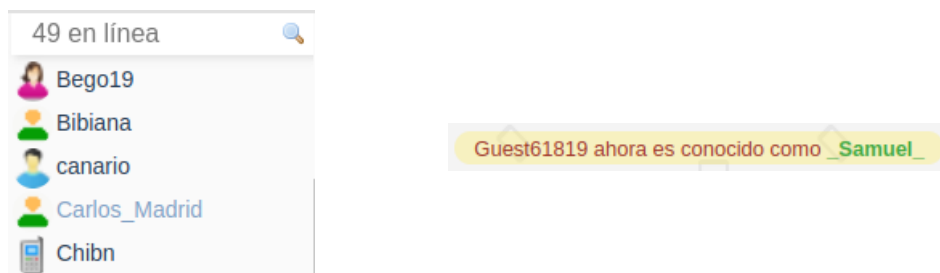 49 en línea
Bego19
Bibiana
canario
Carlos_Madrid
Chibn
Guest61819 ahora es conocido como _Samuel_